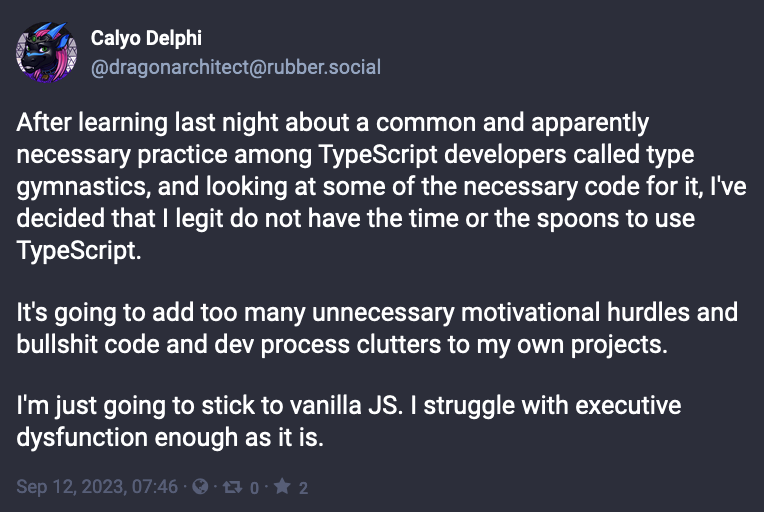 Calyo Delphi
@dragonarchitect@rubber.social
After learning last night about a common and apparently
necessary practice among TypeScript developers called type
gymnastics, and looking at some of the necessary code for it, I've
decided that I legit do not have the time or the spoons to use
TypeScript.
It's going to add too many unnecessary motivational hurdles and
bullshit code and dev process clutters to my own projects.
I'm just going to stick to vanilla JS. I struggle with executive
dysfunction enough as it is.
Sep 12, 2023, 07:46 · · 0 · 2